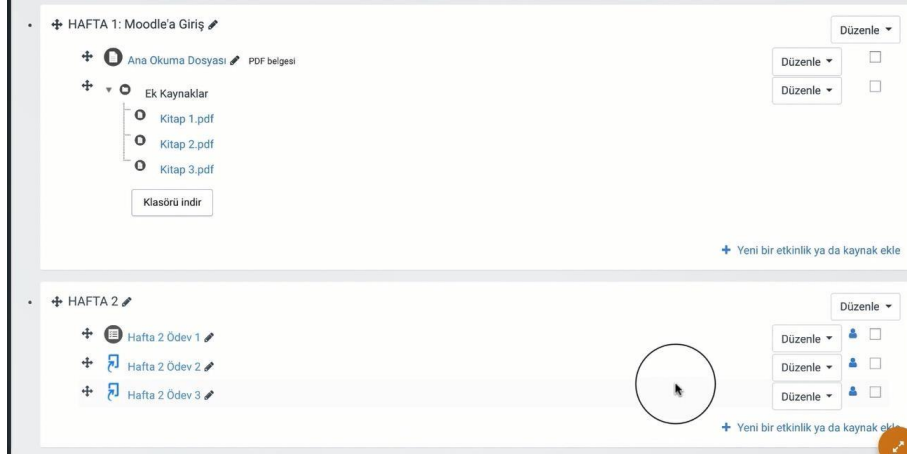 HAFTA 1: Moodle'a Giriş
Düzenle
Ana Okuma Dosyası PDF belgesi
Düzenle
Ek Kaynaklar
Düzenle
Kitap 1.pdf
Kitap 2.pdf
Kitap 3.pdf
Klasörü indir
+ Yeni bir etkinlik ya da kaynak ekle
HAFTA 2
Düzenle
Hafta 2 Ödev 1
Düzenle
Hafta 2 Ödev 2
Düzenle
Hafta 2 Ödev 3
Düzenle
+ Yeni bir etkinlik ya da kaynak ekle